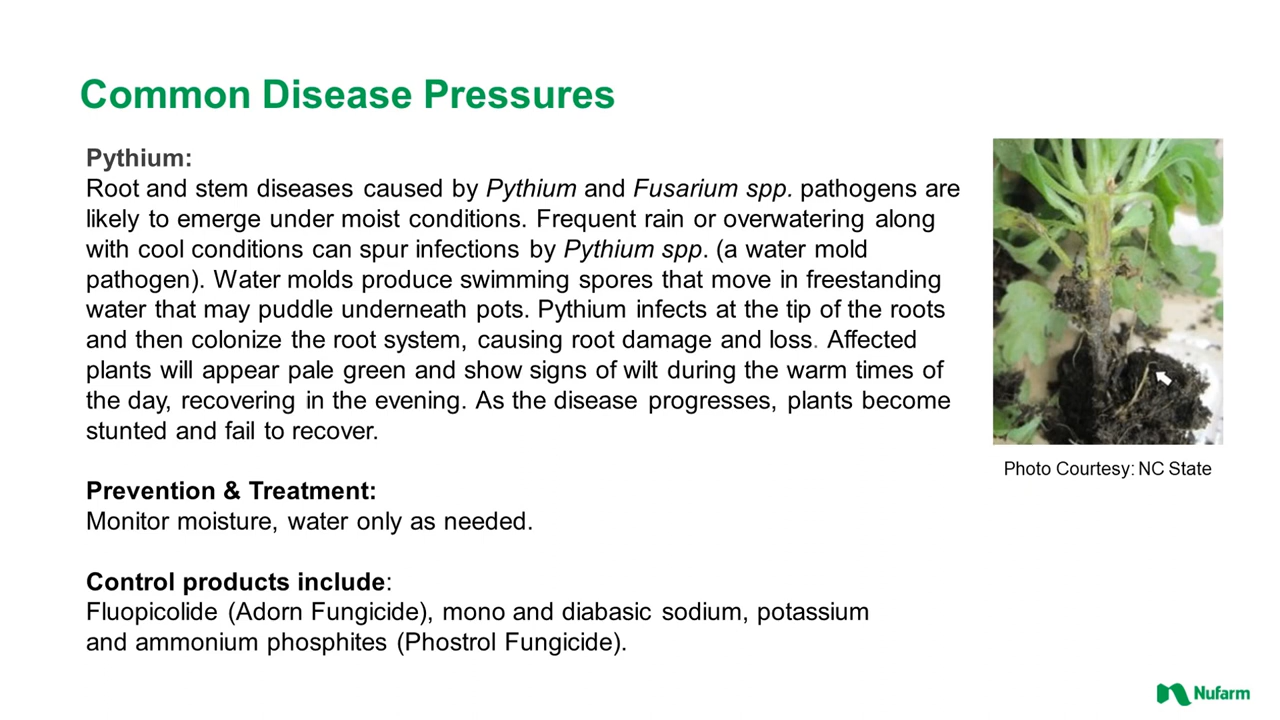 Common Disease Pressures
Pythium:
Root and stem diseases caused by Pythium and Fusarium spp. pathogens are
likely to emerge under moist conditions. Frequent rain or overwatering along
with cool conditions can spur infections by Pythium spp. (a water mold
pathogen). Water molds produce swimming spores that move in freestanding
water that may puddle underneath pots. Pythium infects at the tip of the roots
and then colonize the root system, causing root damage and loss. Affected
plants will appear pale green and show signs of wilt during the warm times of
the day, recovering in the evening. As the disease progresses, plants become
stunted and fail to recover.
Prevention & Treatment:
Monitor moisture, water only as needed.
Control products include:
Fluopicolide (Adorn Fungicide), mono and diabasic sodium, potassium
and ammonium phosphites (Phostrol Fungicide).
Photo Courtesy: NC State
Nufarm